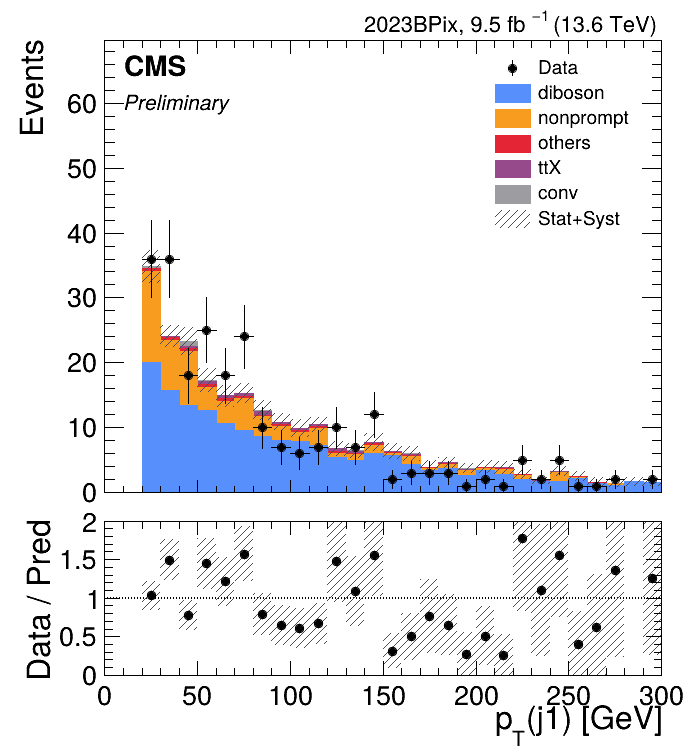 2023BPix, 9.5 fb⁻¹ (13.6 TeV)
CMS
Preliminary
Events
Data
diboson
nonprompt
others
ttX
conv
Stat+Syst
60
50
40
30
20
10
0
Data / Pred
2
1.5
1
0.5
0
0 50 100 150 200 250 300
p_T(j1) [GeV]